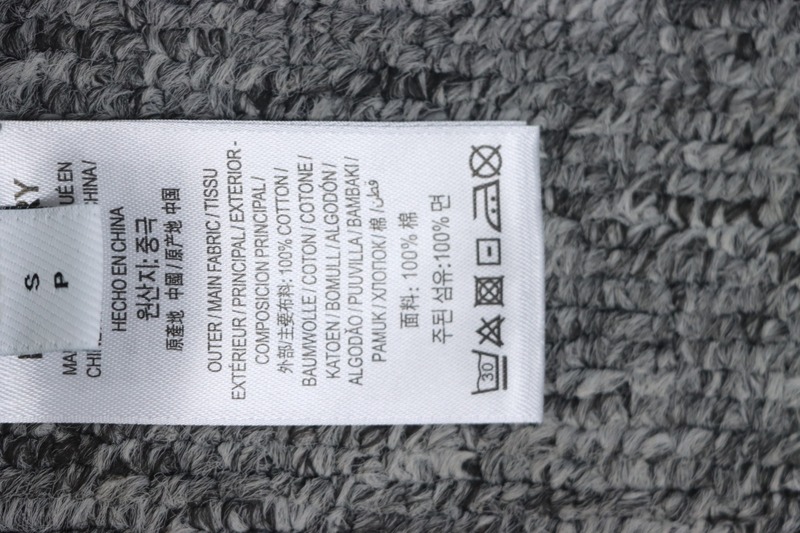 S
P
HECHO EN CHINA
원산지: 중국
原產地 中國 / 原产地 中国
OUTER / MAIN FABRIC / TISSU
EXTÉRIEUR / PRINCIPAL / EXTERIOR -
COMPOSICION PRINCIPAL /
外部/主要布料: 100% COTTON /
BAUMWOLLE / COTON / COTONE /
KATOEN / BOMULL / ALGODÓN /
ALGODÃO / PUUVILLA / BAMBAKI /
PAMUK / ХЛОПОК / 棉 / قطن
面料: 100% 棉
주된 섬유:100% 면
30